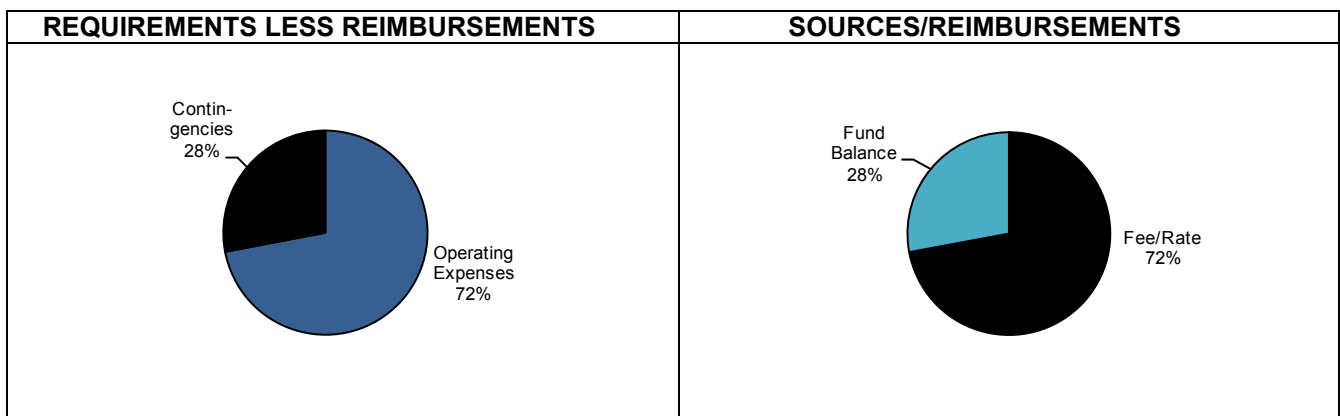 REQUIREMENTS LESS REIMBURSEMENTS
Contin-
gencies
28%
Operating
Expenses
72%
SOURCES/REIMBURSEMENTS
Fund
Balance
28%
Fee/Rate
72%